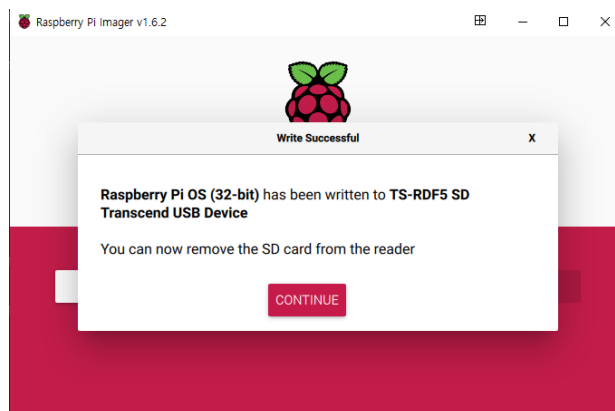 Raspberry Pi Imager v1.6.2
Write Successful
X
Raspberry Pi OS (32-bit) has been written to TS-RDF5 SD
Transcend USB Device
You can now remove the SD card from the reader
CONTINUE